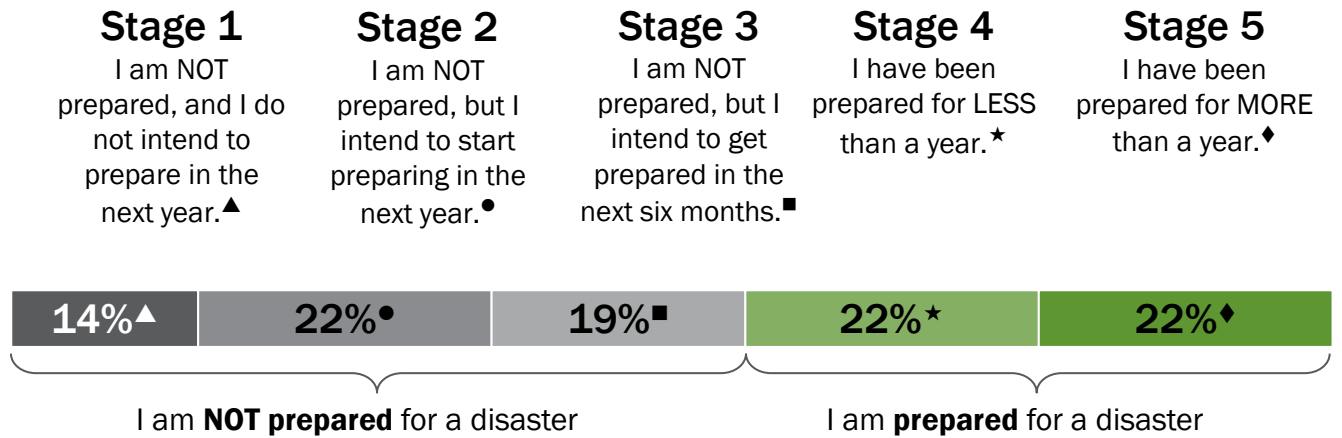 Stage 1
I am NOT
prepared, and I do
not intend to
prepare in the
next year.▲
Stage 2
I am NOT
prepared, but I
intend to start
preparing in the
next year.●
Stage 3
I am NOT
prepared, but I
intend to get
prepared in the
next six months.■
Stage 4
I have been
prepared for LESS
than a year.★
Stage 5
I have been
prepared for MORE
than a year.♦
14%▲
22%●
19%■
22%★
22%♦
I am NOT prepared for a disaster
I am prepared for a disaster